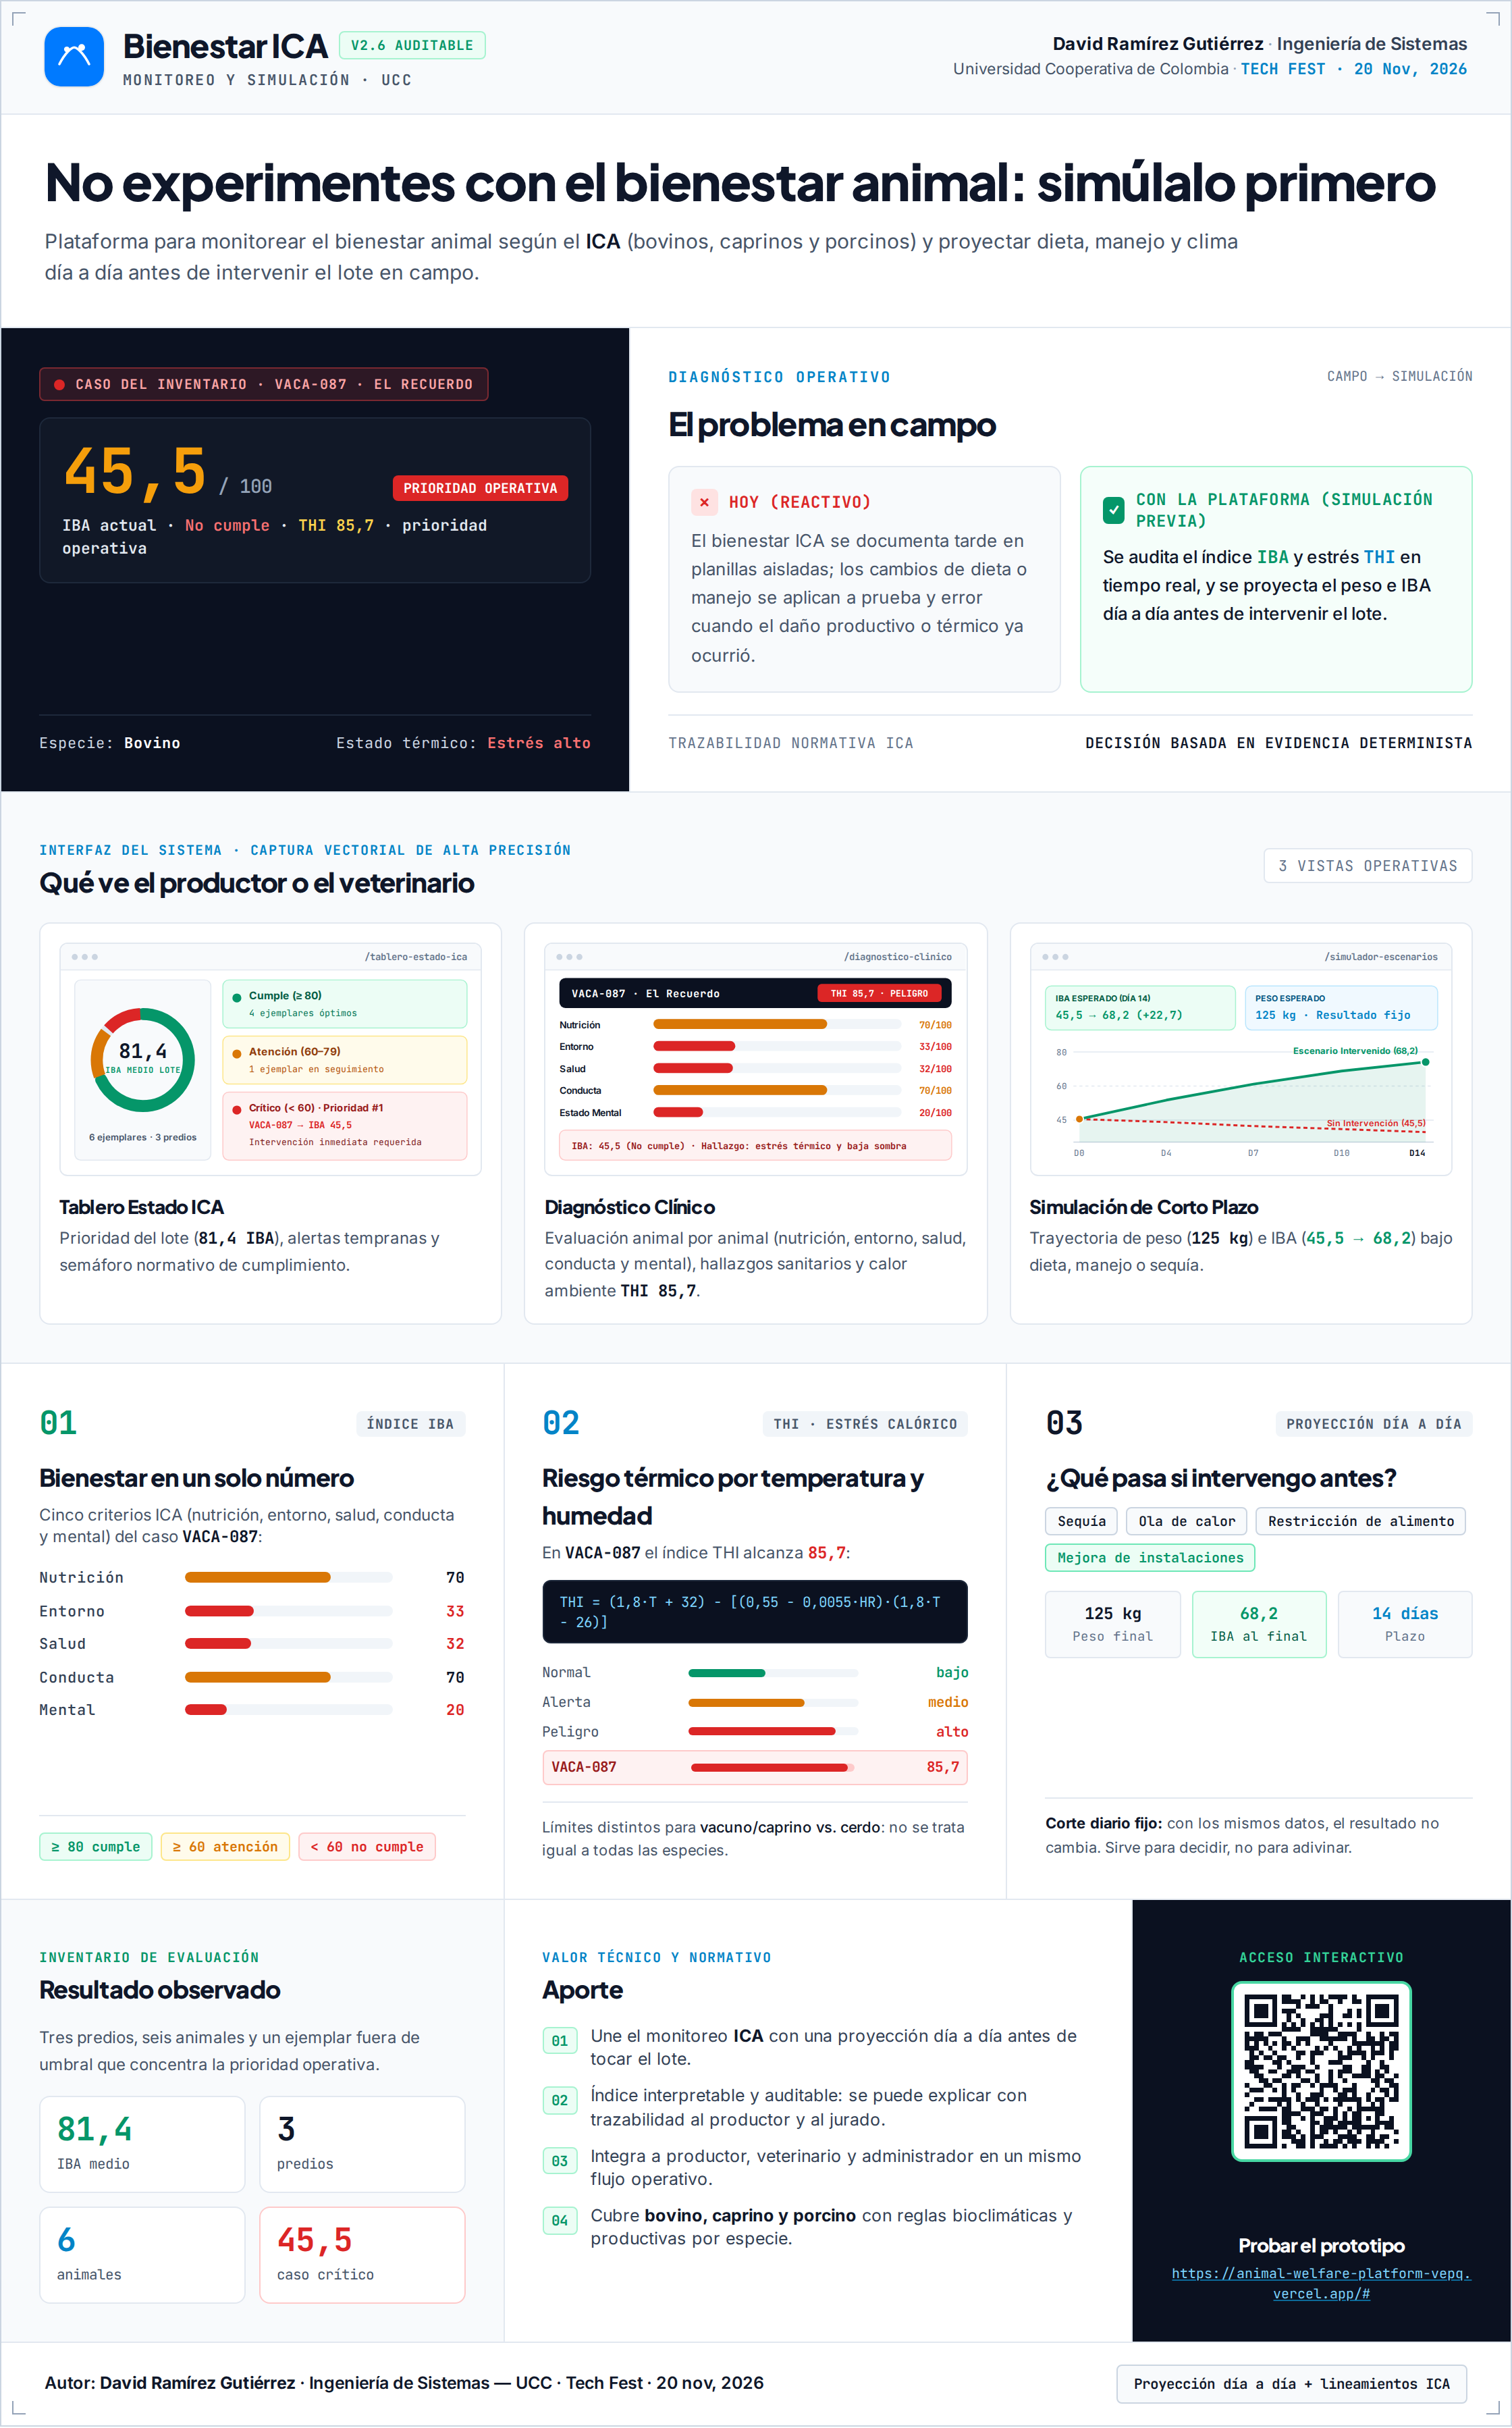 Bienestar ICA
V2.6 AUDITABLE
MONITOREO Y SIMULACIÓN · UCC
David Ramírez Gutiérrez · Ingeniería de Sistemas
Universidad Cooperativa de Colombia · TECH FEST · 20 Nov, 2026
No experimentes con el bienestar animal: simúlalo primero
Plataforma para monitorear el bienestar animal según el ICA (bovinos, caprinos y porcinos) y proyectar dieta, manejo y clima
día a día antes de intervenir el lote en campo.
CASO DEL INVENTARIO · VACA-087 · EL RECUERDO
45,5 / 100
PRIORIDAD OPERATIVA
IBA actual · No cumple · THI 85,7 · prioridad
operativa
Especie: Bovino
Estado térmico: Estrés alto
DIAGNÓSTICO OPERATIVO
CAMPO → SIMULACIÓN
El problema en campo
HOY (REACTIVO)
El bienestar ICA se documenta tarde en
planillas aisladas; los cambios de dieta o
manejo se aplican a prueba y error
cuando el daño productivo o térmico ya
ocurrió.
CON LA PLATAFORMA (SIMULACIÓN
PREVIA)
Se audita el índice IBA y estrés THI en
tiempo real, y se proyecta el peso e IBA
día a día antes de intervenir el lote.
TRAZABILIDAD NORMATIVA ICA
DECISIÓN BASADA EN EVIDENCIA DETERMINISTA
INTERFAZ DEL SISTEMA · CAPTURA VECTORIAL DE ALTA PRECISIÓN
Qué ve el productor o el veterinario
3 VISTAS OPERATIVAS
/tablero-estado-ica
81,4
IBA MEDIO LOTE
6 ejemplares · 3 predios
Cumple (≥ 80)
4 ejemplares óptimos
Atención (60–79)
1 ejemplar en seguimiento
Crítico (< 60) · Prioridad #1
VACA-087 → IBA 45,5
Intervención inmediata requerida
Tablero Estado ICA
Prioridad del lote (81,4 IBA), alertas tempranas y
semáforo normativo de cumplimiento.
/diagnostico-clinico
VACA-087 · El Recuerdo
THI 85,7 · PELIGRO
Nutrición 70/100
Entorno 33/100
Salud 32/100
Conducta 70/100
Estado Mental 20/100
IBA: 45,5 (No cumple) · Hallazgo: estrés térmico y baja sombra
Diagnóstico Clínico
Evaluación animal por animal (nutrición, entorno, salud,
conducta y mental), hallazgos sanitarios y calor
ambiente THI 85,7.
/simulador-escenarios
IBA ESPERADO (DÍA 14)
45,5 → 68,2 (+22,7)
PESO ESPERADO
125 kg · Resultado fijo
80
60
45
Escenario Intervenido (68,2)
Sin Intervención (45,5)
D0 D4 D7 D10 D14
Simulación de Corto Plazo
Trayectoria de peso (125 kg) e IBA (45,5 → 68,2) bajo
dieta, manejo o sequía.
01
ÍNDICE IBA
Bienestar en un solo número
Cinco criterios ICA (nutrición, entorno, salud, conducta
y mental) del caso VACA-087:
Nutrición 70
Entorno 33
Salud 32
Conducta 70
Mental 20
≥ 80 cumple
≥ 60 atención
< 60 no cumple
02
THI · ESTRÉS CALÓRICO
Riesgo térmico por temperatura y
humedad
En VACA-087 el índice THI alcanza 85,7:
THI = (1,8·T + 32) - [(0,55 - 0,0055·HR)·(1,8·T
- 26)]
Normal bajo
Alerta medio
Peligro alto
VACA-087 85,7
Límites distintos para vacuno/caprino vs. cerdo: no se trata
igual a todas las especies.
03
PROYECCIÓN DÍA A DÍA
¿Qué pasa si intervengo antes?
Sequía
Ola de calor
Restricción de alimento
Mejora de instalaciones
125 kg
Peso final
68,2
IBA al final
14 días
Plazo
Corte diario fijo: con los mismos datos, el resultado no
cambia. Sirve para decidir, no para adivinar.
INVENTARIO DE EVALUACIÓN
Resultado observado
Tres predios, seis animales y un ejemplar fuera de
umbral que concentra la prioridad operativa.
81,4
IBA medio
3
predios
6
animales
45,5
caso crítico
VALOR TÉCNICO Y NORMATIVO
Aporte
01 Une el monitoreo ICA con una proyección día a día antes de
tocar el lote.
02 Índice interpretable y auditable: se puede explicar con
trazabilidad al productor y al jurado.
03 Integra a productor, veterinario y administrador en un mismo
flujo operativo.
04 Cubre bovino, caprino y porcino con reglas bioclimáticas y
productivas por especie.
ACCESO INTERACTIVO
Probar el prototipo
https://animal-welfare-platform-vepq.
vercel.app/#
Autor: David Ramírez Gutiérrez · Ingeniería de Sistemas — UCC · Tech Fest · 20 nov, 2026
Proyección día a día + lineamientos ICA